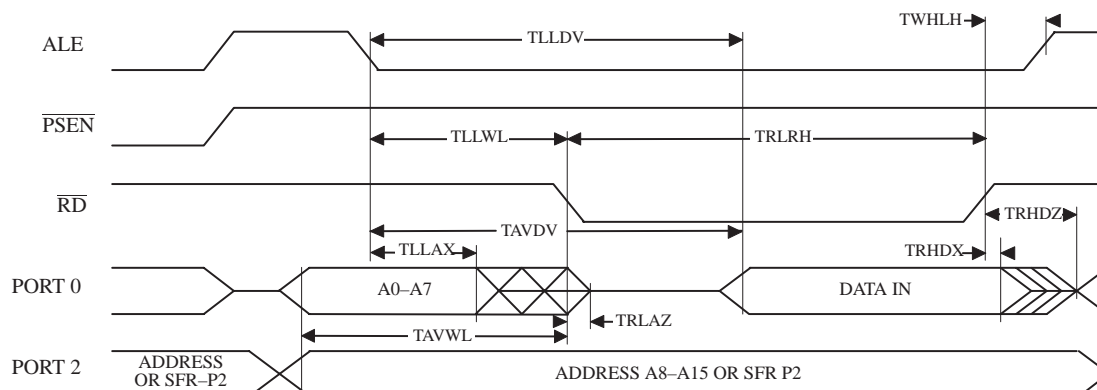 TWHLH
ALE
TLLDV
PSEN
TLLWL
TRLRH
RD
TAVDV
TRHDZ
TLLAX
TRHDX
PORT 0
A0–A7
DATA IN
TRLAZ
TAVWL
PORT 2
ADDRESS
OR SFR–P2
ADDRESS A8–A15 OR SFR P2